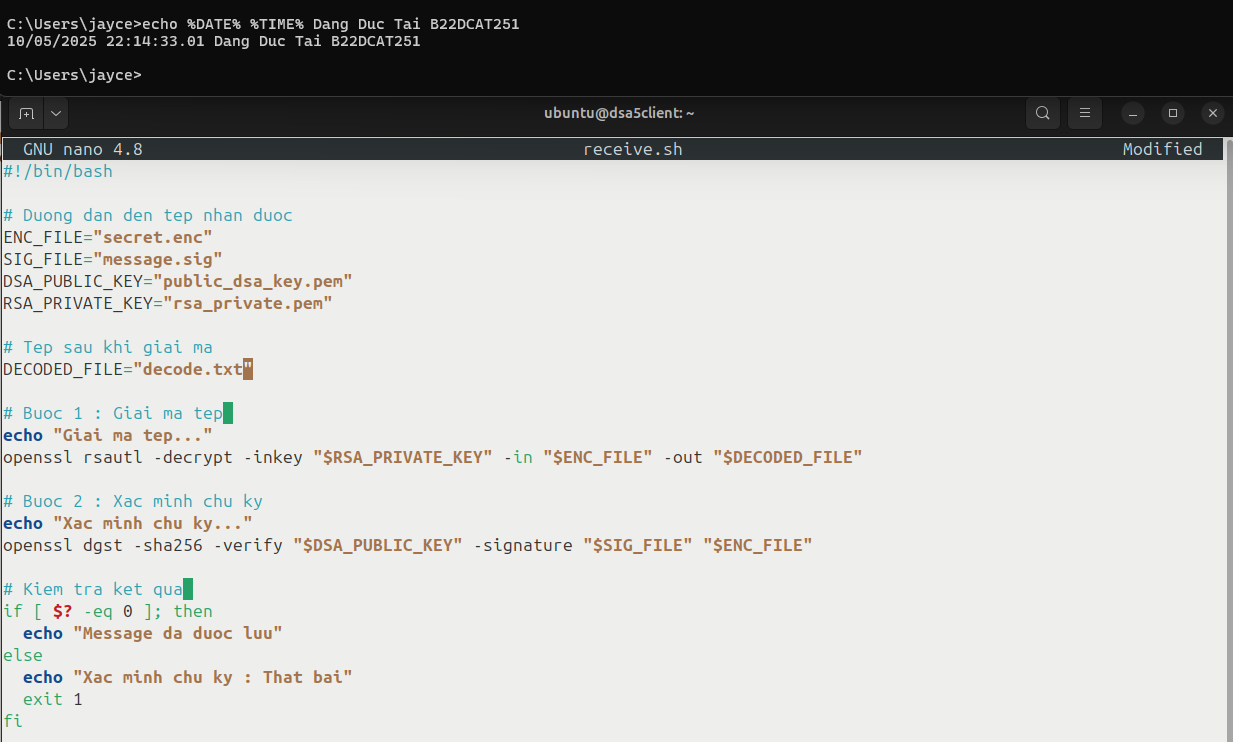 C:\Users\jayce>echo %DATE% %TIME% Dang Duc Tai B22DCAT251
10/05/2025 22:14:33.01 Dang Duc Tai B22DCAT251
C:\Users\jayce>
ubuntu@dsa5client: ~
GNU nano 4.8 receive.sh Modified
#!/bin/bash
# Duong dan den tep nhan duoc
ENC_FILE="secret.enc"
SIG_FILE="message.sig"
DSA_PUBLIC_KEY="public_dsa_key.pem"
RSA_PRIVATE_KEY="rsa_private.pem"
# Tep sau khi giai ma
DECODED_FILE="decode.txt"
# Buoc 1 : Giai ma tep
echo "Giai ma tep..."
openssl rsautl -decrypt -inkey "$RSA_PRIVATE_KEY" -in "$ENC_FILE" -out "$DECODED_FILE"
# Buoc 2 : Xac minh chu ky
echo "Xac minh chu ky..."
openssl dgst -sha256 -verify "$DSA_PUBLIC_KEY" -signature "$SIG_FILE" "$ENC_FILE"
# Kiem tra ket qua
if [ $? -eq 0 ]; then
  echo "Message da duoc luu"
else
  echo "Xac minh chu ky : That bai"
  exit 1
fi